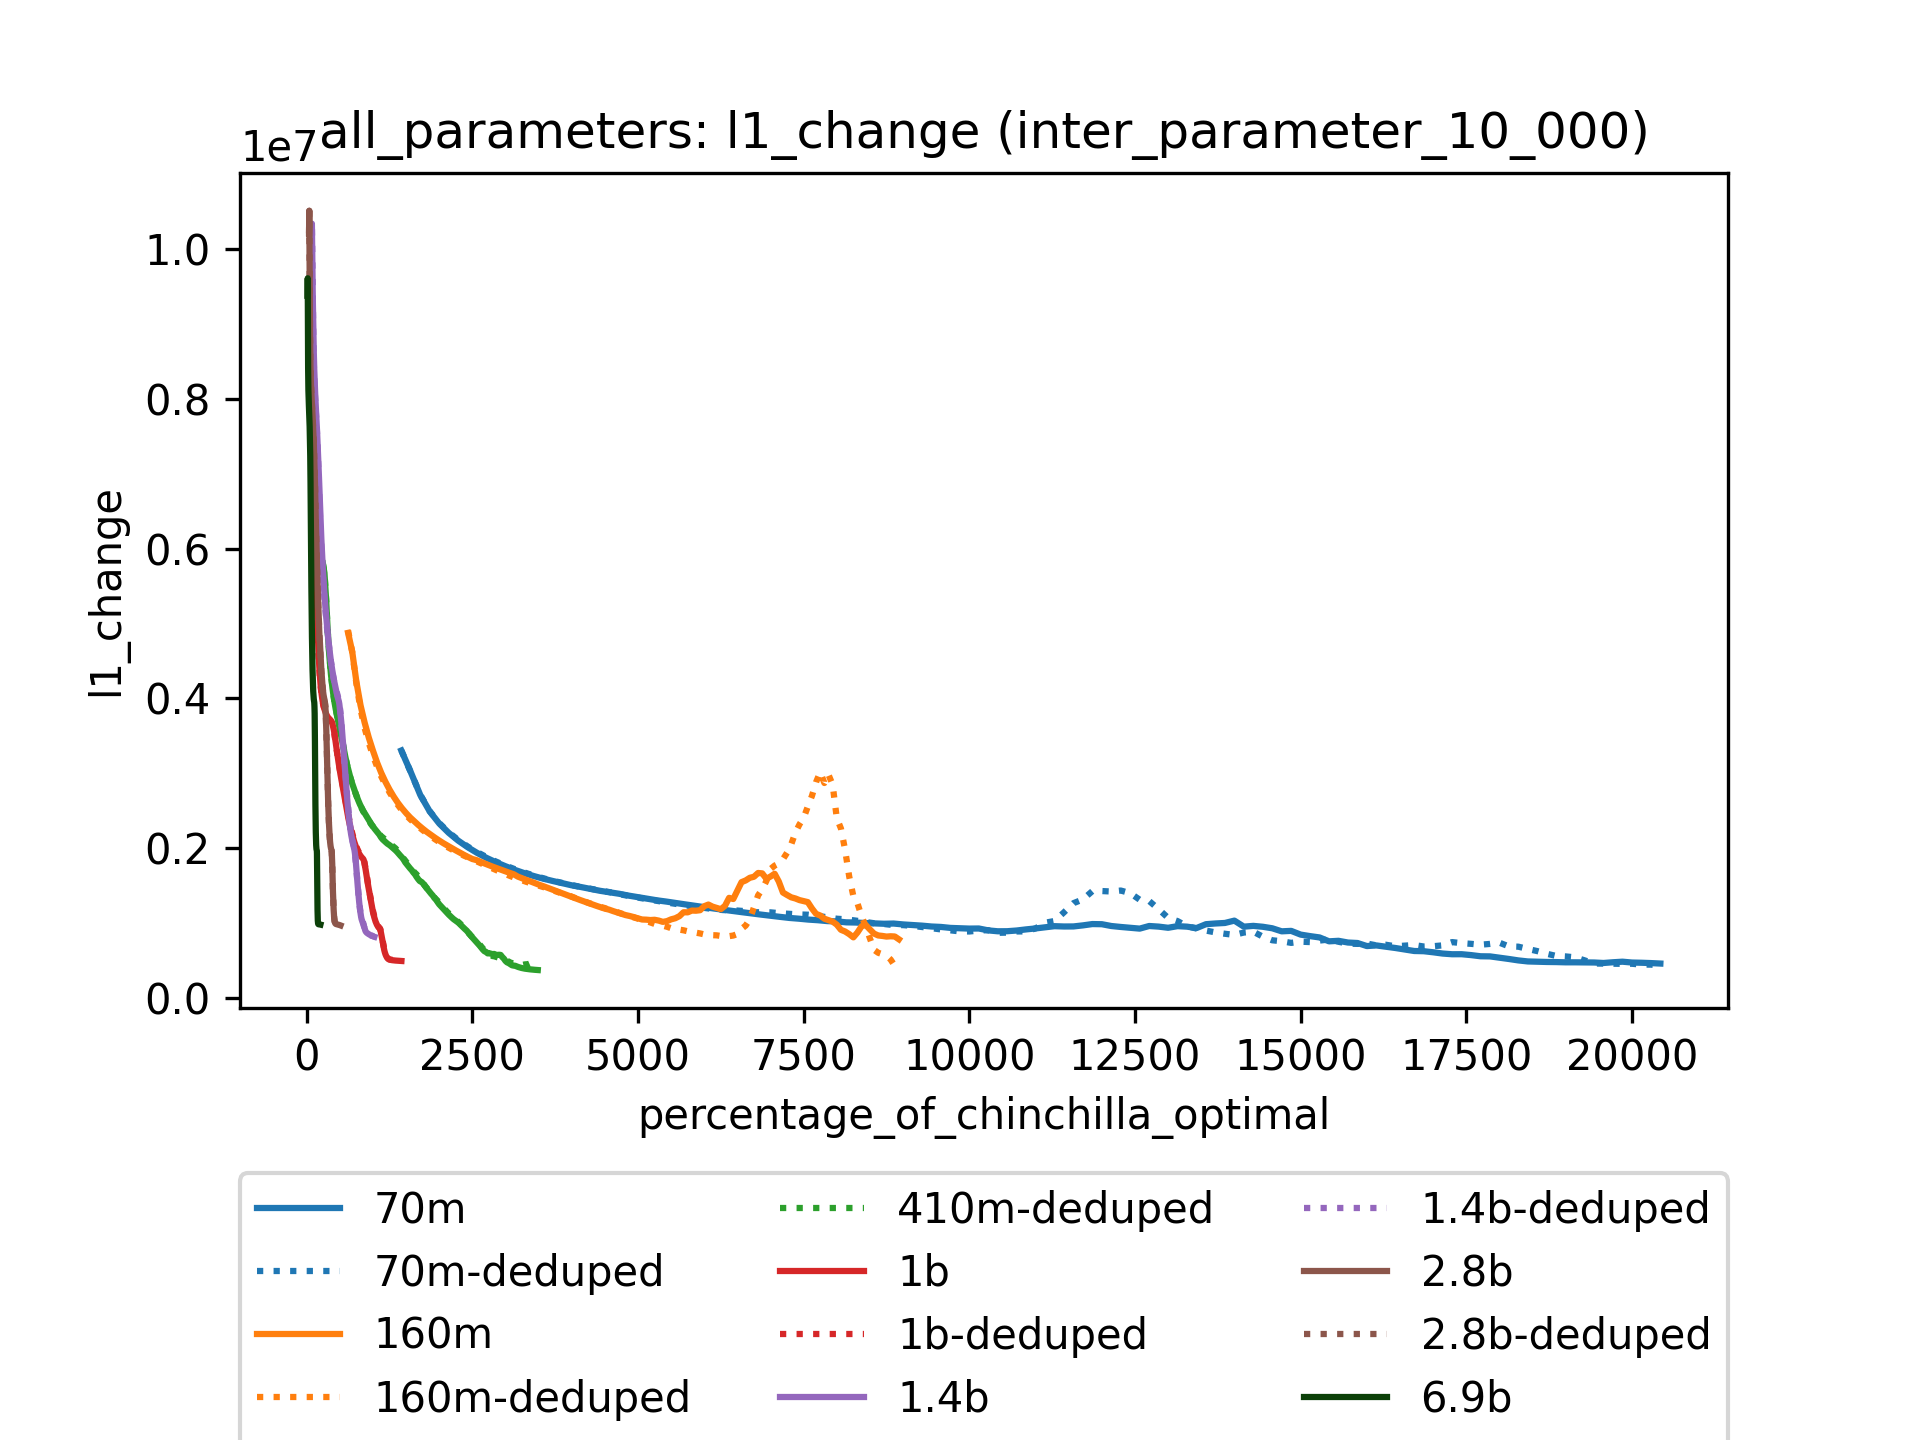 1e7 all_parameters: l1_change (inter_parameter_10_000)
1.0
0.8
0.6
0.4
0.2
0.0
l1_change
0 2500 5000 7500 10000 12500 15000 17500 20000
percentage_of_chinchilla_optimal
70m 410m-deduped 1.4b-deduped
70m-deduped 1b 2.8b
160m 1b-deduped 2.8b-deduped
160m-deduped 1.4b 6.9b